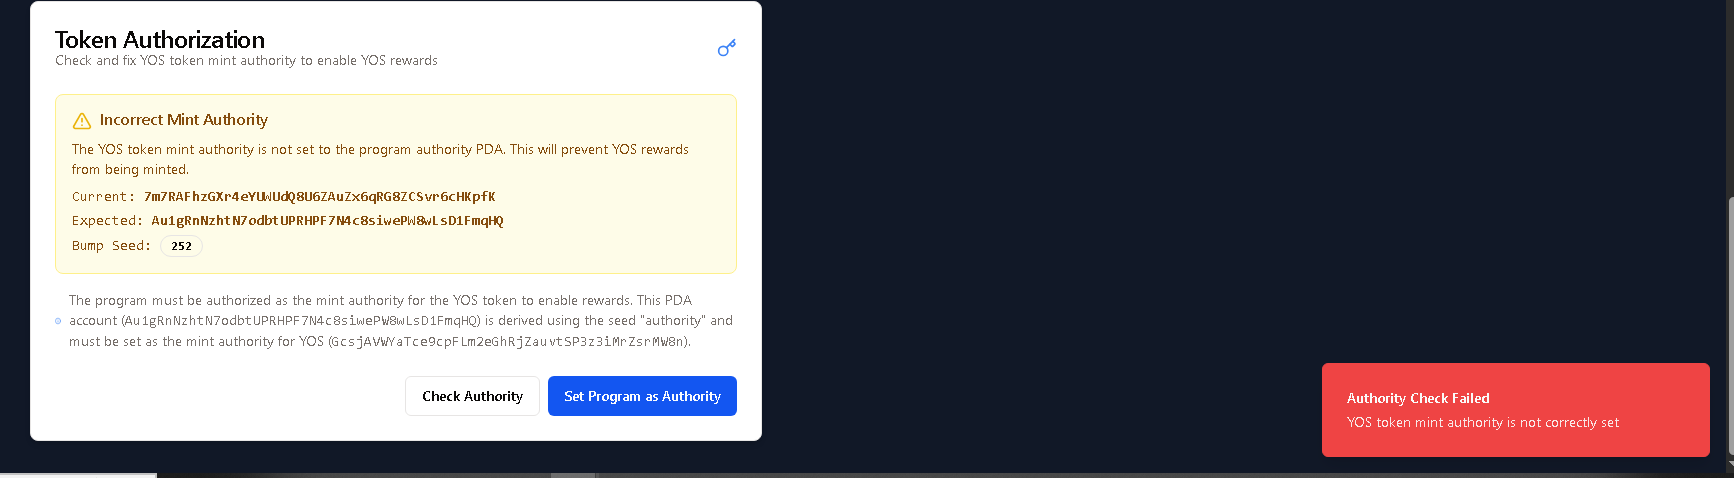 Token Authorization
Check and fix YOS token mint authority to enable YOS rewards
Incorrect Mint Authority
The YOS token mint authority is not set to the program authority PDA. This will prevent YOS rewards
from being minted.
Current: 7m7RAFhzGXr4eYUWUdQ8U6ZAuZx6qRG8ZCSvr6cHKpfK
Expected: Au1gRnNzhtN7odbtUPRHPF7N4c8siwePW8wLsD1FmqHQ
Bump Seed: 252
The program must be authorized as the mint authority for the YOS token to enable rewards. This PDA
account (Au1gRnNzhtN7odbtUPRHPF7N4c8siwePW8wLsD1FmqHQ) is derived using the seed "authority" and
must be set as the mint authority for YOS (GcsjAVWYaTce9cpFLm2eGhRjZauvtSP3z3iMrZsrMW8n).
Check Authority
Set Program as Authority
Authority Check Failed
YOS token mint authority is not correctly set